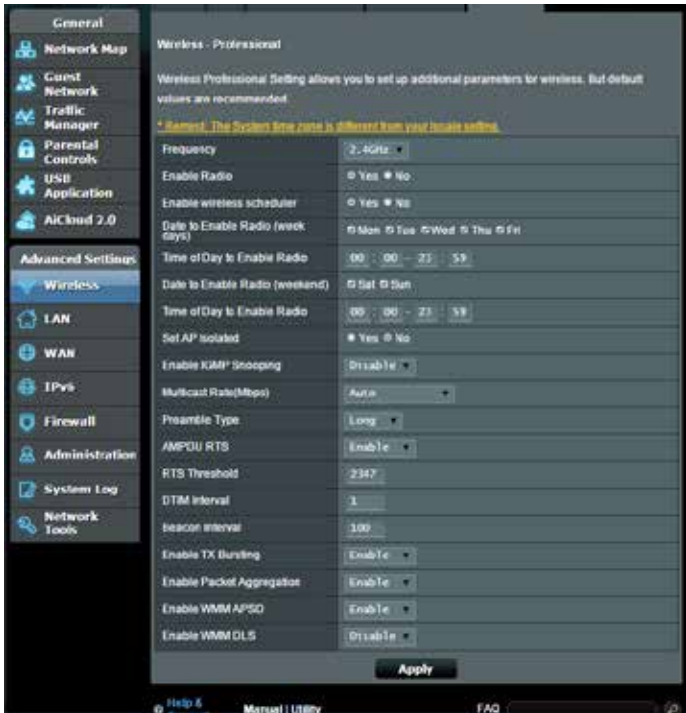 General
Network Map
Guest Network
Traffic Manager
Parental Controls
USB Application
AiCloud 2.0
Advanced Settings
Wireless
LAN
WAN
IPv6
Firewall
Administration
System Log
Network Tools
Wireless - Professional
Wireless Professional Setting allows you to set up additional parameters for wireless. But default
values are recommended.
* Remind: The System time zone is different from your locale setting.
Frequency 2.4GHz
Enable Radio Yes No
Enable wireless scheduler Yes No
Date to Enable Radio (week days) Mon Tue Wed Thu Fri
Time of Day to Enable Radio 00 : 00 - 23 : 59
Date to Enable Radio (weekend) Sat Sun
Time of Day to Enable Radio 00 : 00 - 23 : 59
Set AP Isolated Yes No
Enable IGMP Snooping Disable
Multicast Rate(Mbps) Auto
Preamble Type Long
AMPDU RTS Enable
RTS Threshold 2347
DTIM Interval 1
Beacon Interval 100
Enable TX Bursting Enable
Enable Packet Aggregation Enable
Enable WMM APSD Enable
Enable WMM DLS Disable
Apply
Help &
Manual | Utility
FAQ